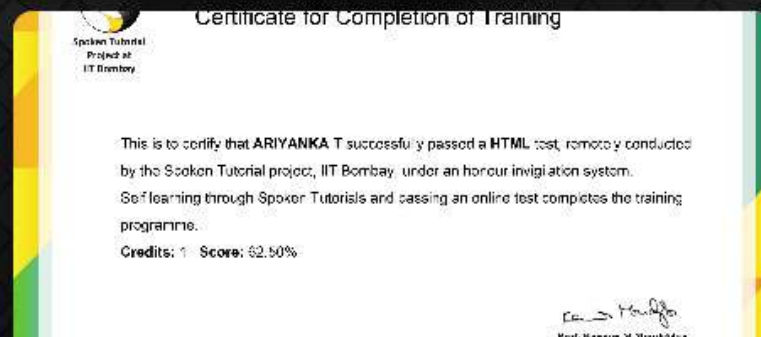 Certificate for Completion of Training
Spoken Tutorial
Project at
IIT Bombay
This is to certify that ARIYANKA T successfully passed a HTML test, remotely conducted
by the Spoken Tutorial project, IIT Bombay, under an honour invigilation system.
Self learning through Spoken Tutorials and passing an online test completes the training
programme.
Credits: 1 Score: 62.50%